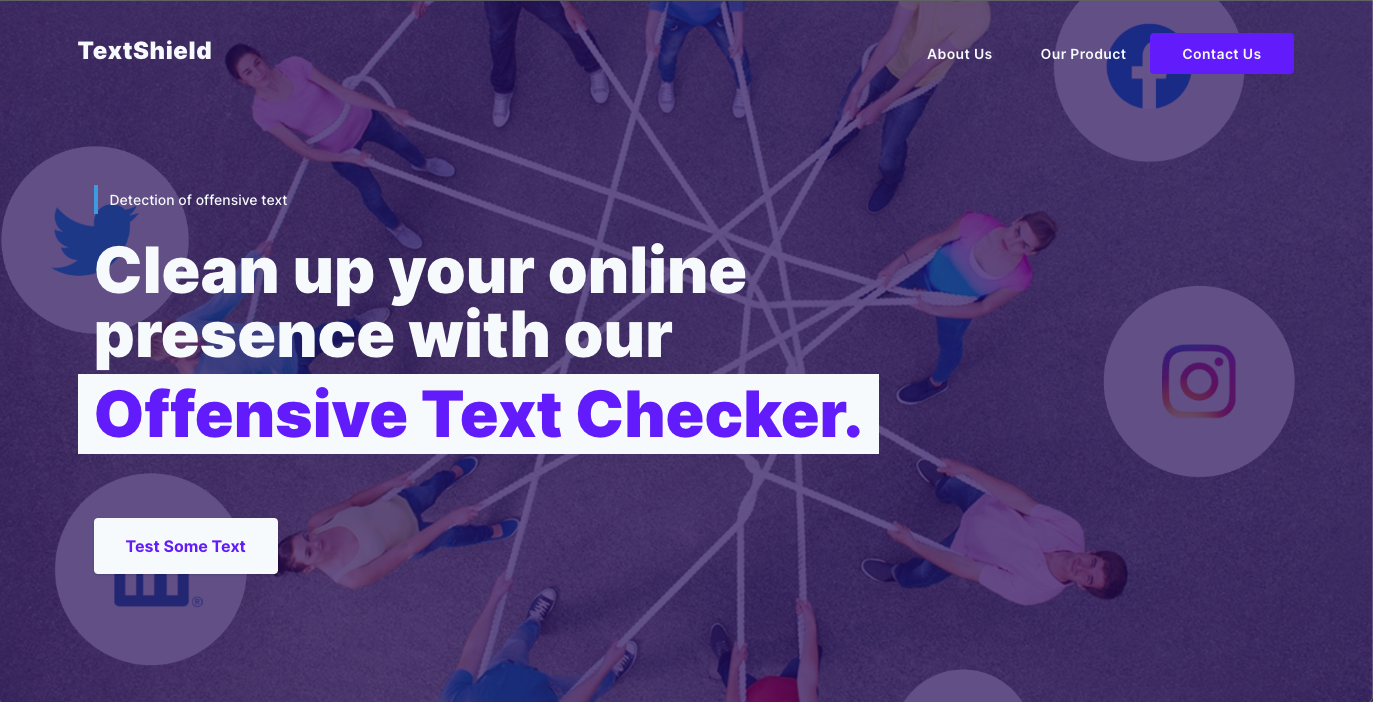 TextShield
About Us
Our Product
Contact Us
Detection of offensive text
Clean up your online
presence with our
Offensive Text Checker.
Test Some Text
®